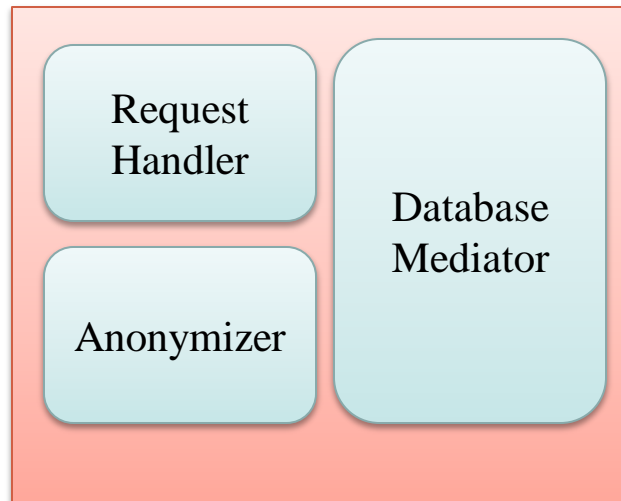 Request
Handler
Anonymizer
Database
Mediator